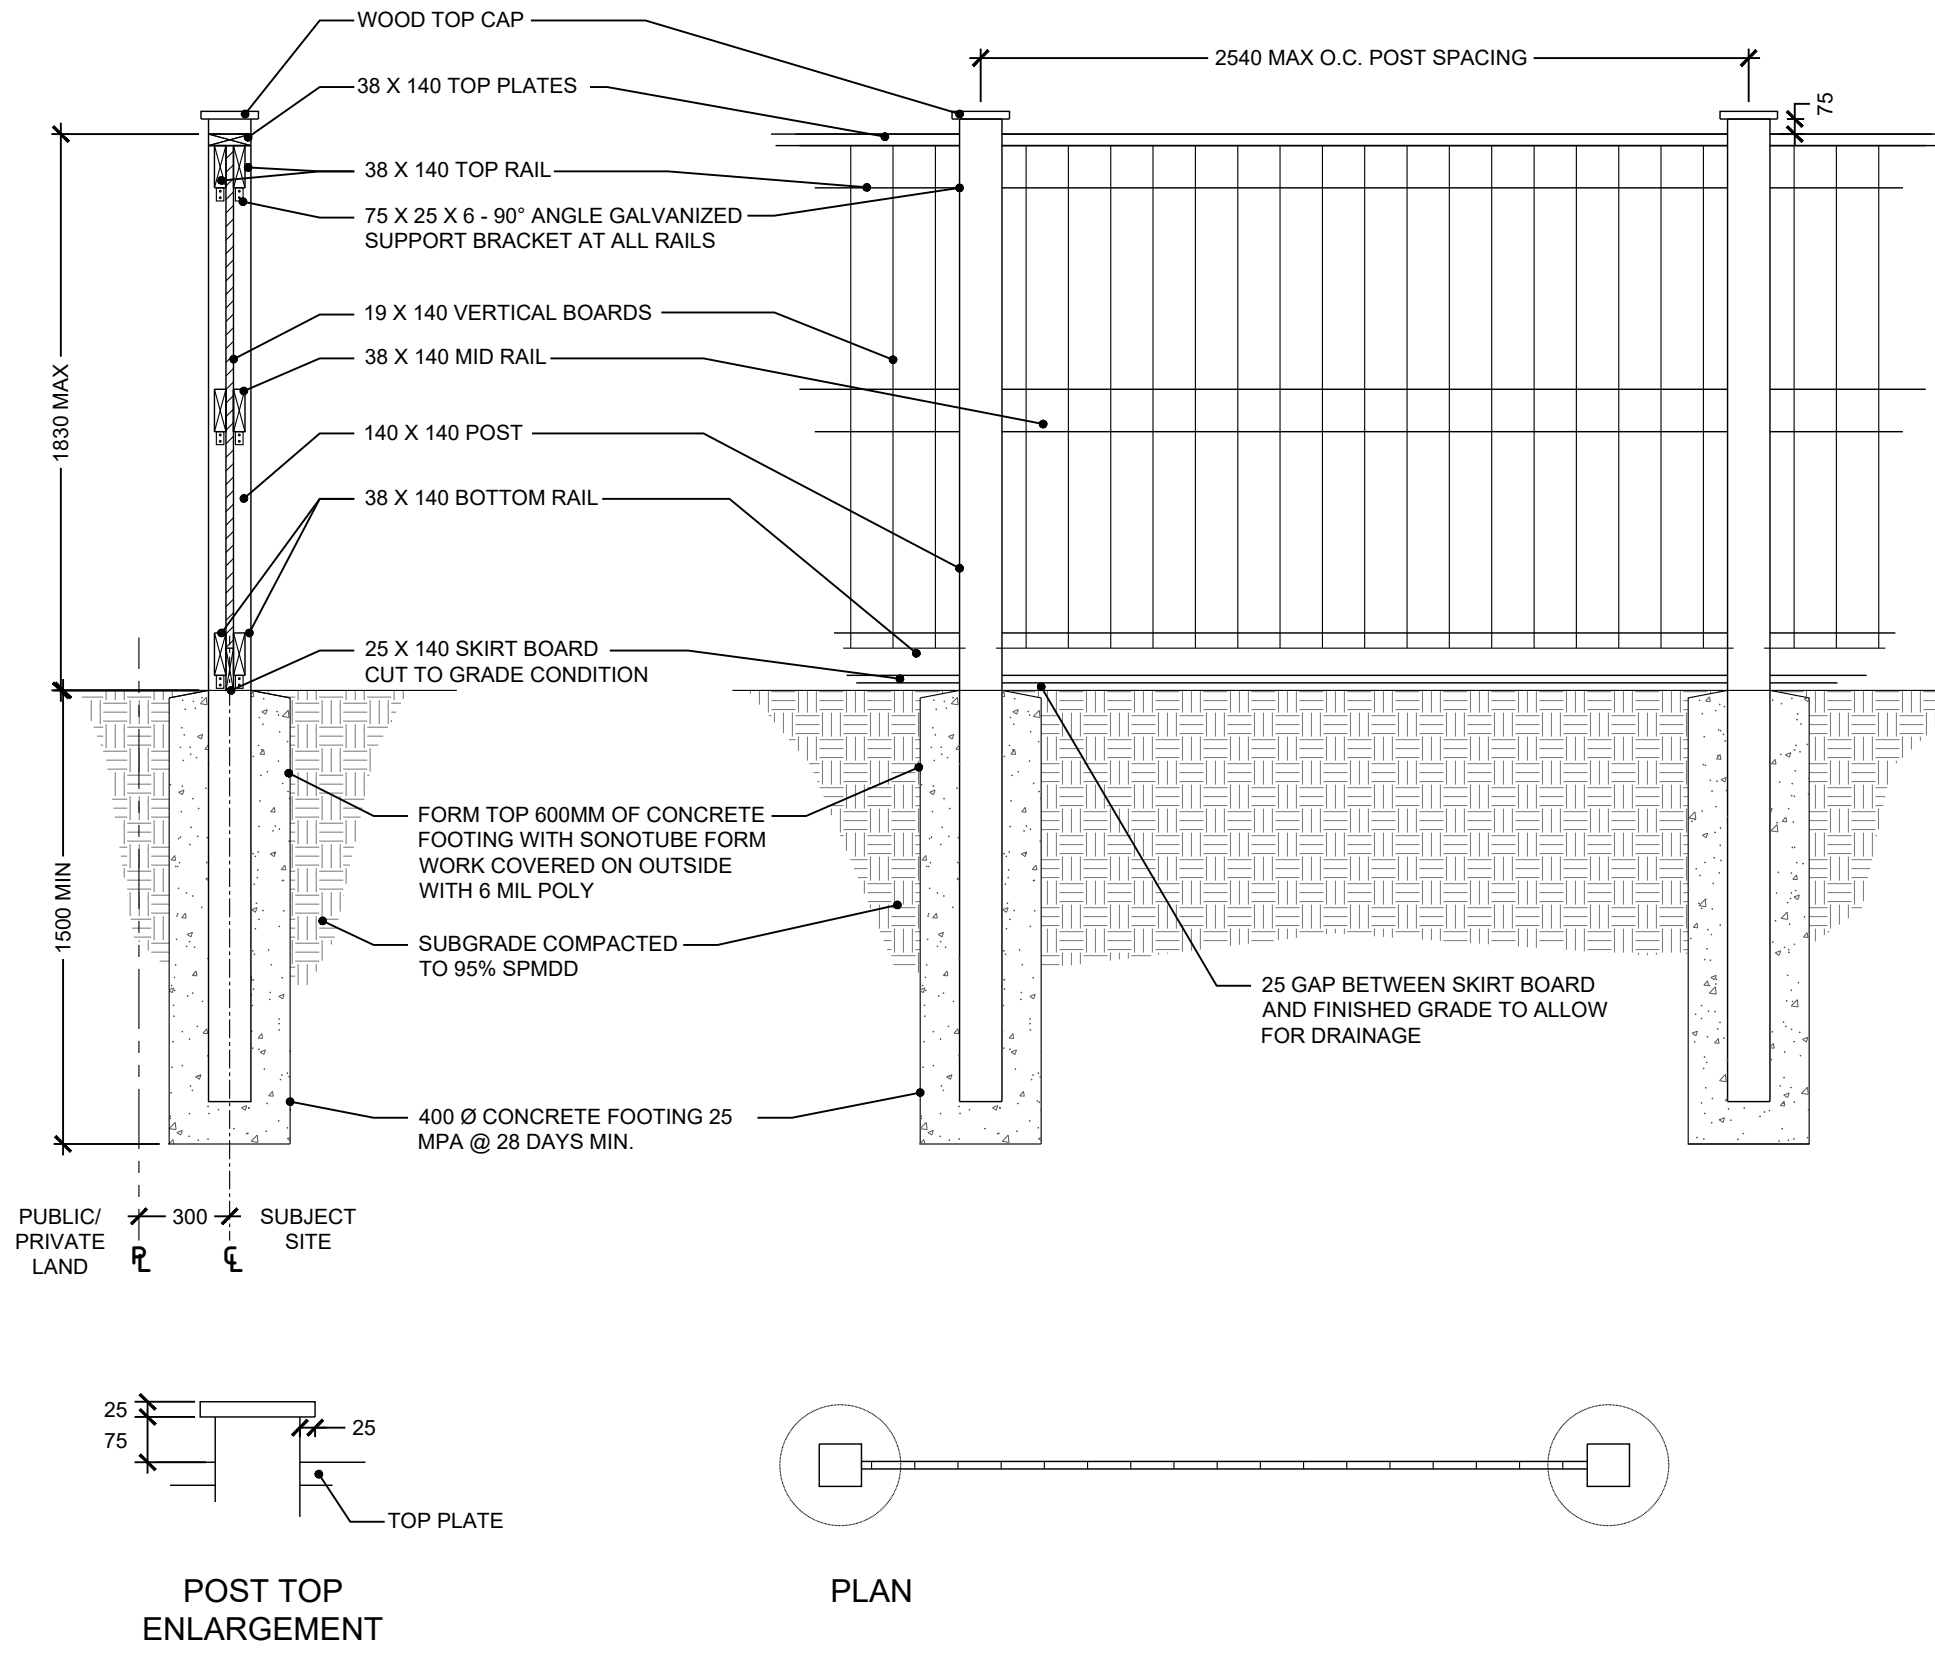 WOOD TOP CAP
2540 MAX O.C. POST SPACING
38 X 140 TOP PLATES
75
38 X 140 TOP RAIL
75 X 25 X 6 - 90° ANGLE GALVANIZED
SUPPORT BRACKET AT ALL RAILS
19 X 140 VERTICAL BOARDS
38 X 140 MID RAIL
1830 MAX
140 X 140 POST
38 X 140 BOTTOM RAIL
25 X 140 SKIRT BOARD
CUT TO GRADE CONDITION
FORM TOP 600MM OF CONCRETE
FOOTING WITH SONOTUBE FORM
WORK COVERED ON OUTSIDE
WITH 6 MIL POLY
1500 MIN
SUBGRADE COMPACTED
TO 95% SPMDD
25 GAP BETWEEN SKIRT BOARD
AND FINISHED GRADE TO ALLOW
FOR DRAINAGE
400 Ø CONCRETE FOOTING 25
MPA @ 28 DAYS MIN.
PUBLIC/
PRIVATE
LAND
300
SUBJECT
SITE
PL
CL
25
75
25
TOP PLATE
POST TOP
ENLARGEMENT
PLAN